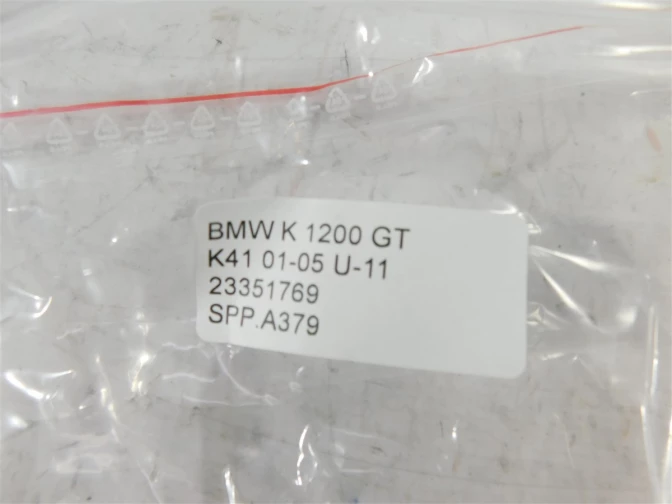 BMW K 1200 GT
K41 01-05 U-11
23351769
SPP.A379